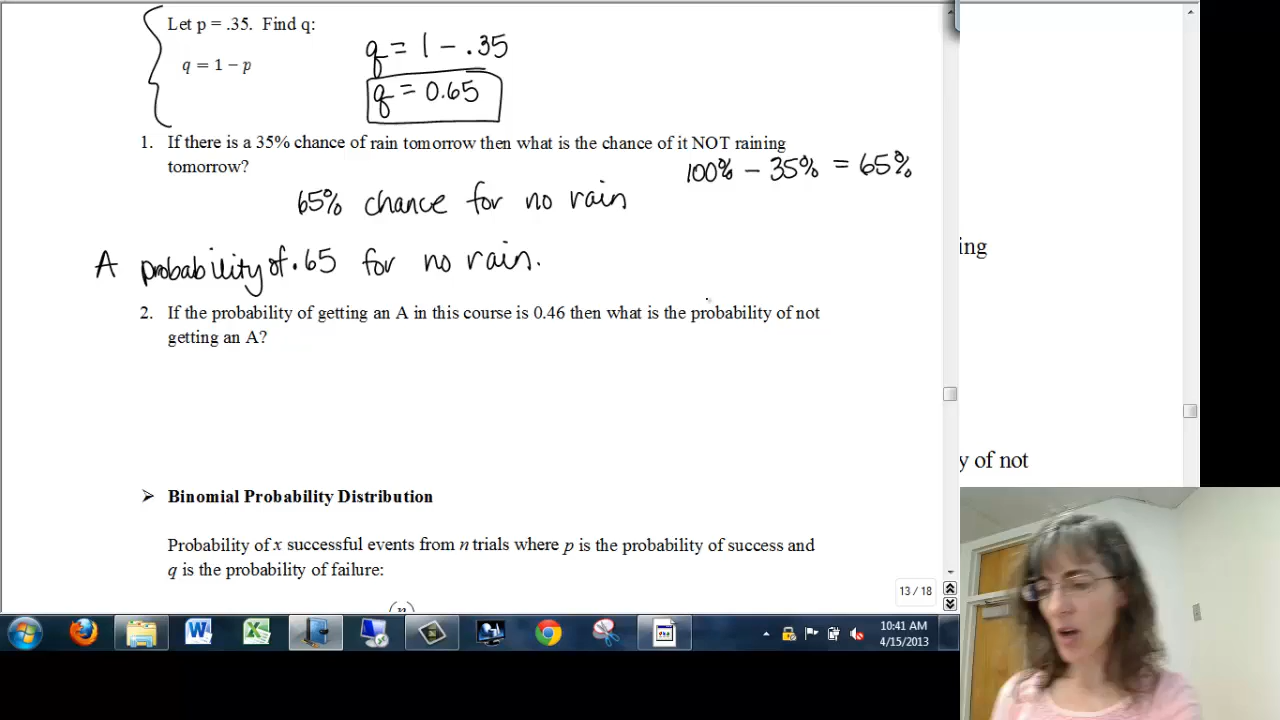 Let p = .35. Find q:
q = 1 - .35
q = 1 − p
q = 0.65
1. If there is a 35% chance of rain tomorrow then what is the chance of it NOT raining
tomorrow?
100% - 35% = 65%
65% chance for no rain
A probability of .65 for no rain.
2. If the probability of getting an A in this course is 0.46 then what is the probability of not
getting an A?
➢ Binomial Probability Distribution
Probability of x successful events from n trials where p is the probability of success and
q is the probability of failure:
13 / 18
ing
y of not
10:41 AM
4/15/2013